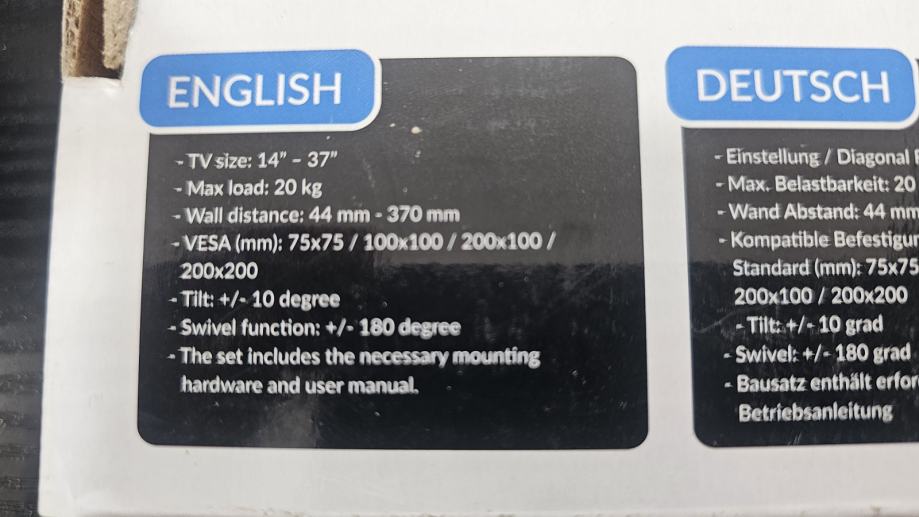 ENGLISH
- TV size: 14" - 37"
- Max load: 20 kg
- Wall distance: 44 mm - 370 mm
- VESA (mm): 75x75 / 100x100 / 200x100 /
200x200
- Tilt: +/- 10 degree
- Swivel function: +/- 180 degree
- The set includes the necessary mounting
hardware and user manual.
DEUTSCH
- Einstellung / Diagonal
- Max. Belastbarkeit: 20
- Wand Abstand: 44 mm
- Kompatible
Standard (mm): 75x75
200x100 / 200x200
- Tilt: +/- 10 grad
- Swivel: +/- 180 grad
- Bausatz enthält
Betriebsanleitung